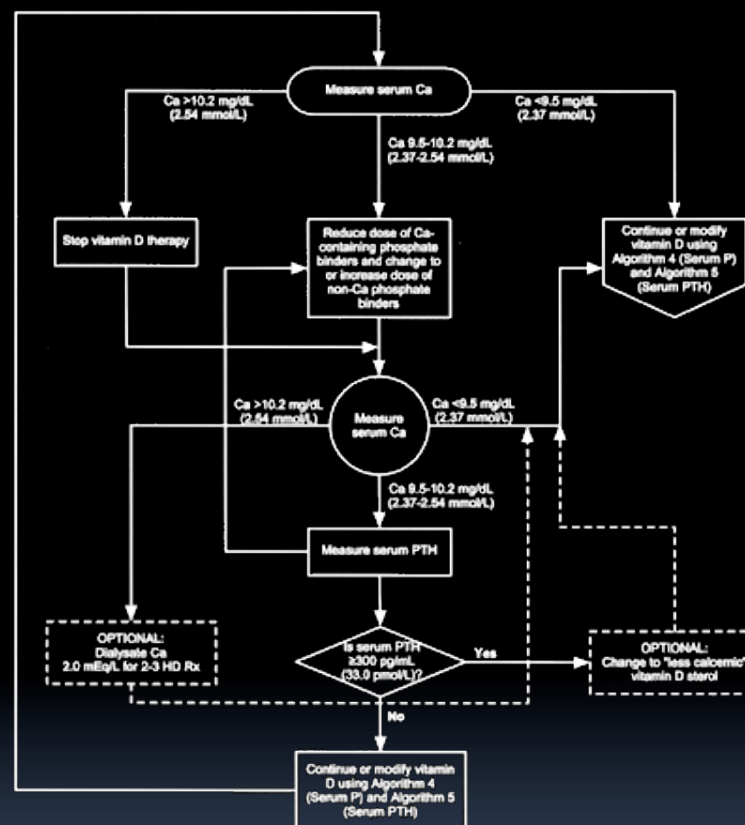 Measure serum Ca
Ca >10.2 mg/dL
(2.54 mmol/L)
Ca <9.5 mg/dL
(2.37 mmol/L)
Ca 9.5-10.2 mg/dL
(2.37-2.54 mmol/L)
Stop vitamin D therapy
Reduce dose of Ca-
containing phosphate
binders and change to
or increase dose of
non-Ca phosphate
binders
Continue or modify
vitamin D using
Algorithm 4 (Serum P)
and Algorithm 5
(Serum PTH)
Ca >10.2 mg/dL
(2.54 mmol/L)
Measure
serum Ca
Ca <9.5 mg/dL
(2.37 mmol/L)
Ca 9.5-10.2 mg/dL
(2.37-2.54 mmol/L)
Measure serum PTH
OPTIONAL:
Dialysate Ca
2.0 mEq/L for 2-3 HD Rx
Is serum PTH
≥300 pg/mL
(33.0 pmol/L)?
Yes
OPTIONAL:
Change to "less calcemic"
vitamin D sterol
No
Continue or modify vitamin
D using Algorithm 4
(Serum P) and Algorithm 5
(Serum PTH)